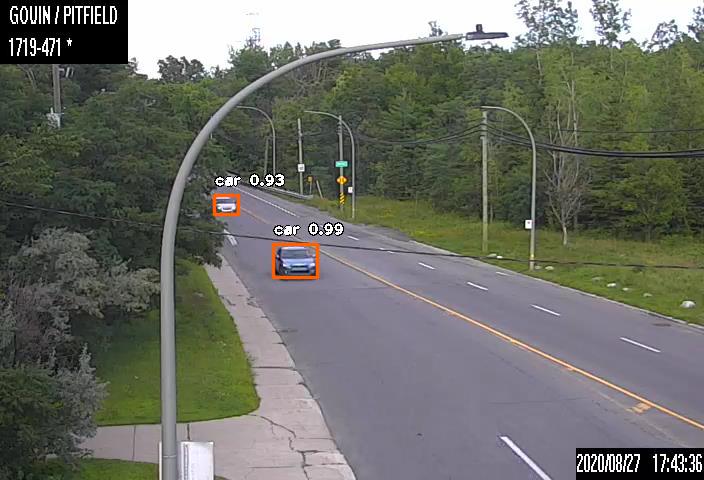 GOUIN / PITFIELD
1719-471 *
car 0.93
car 0.99
2020/08/27 17:43:36